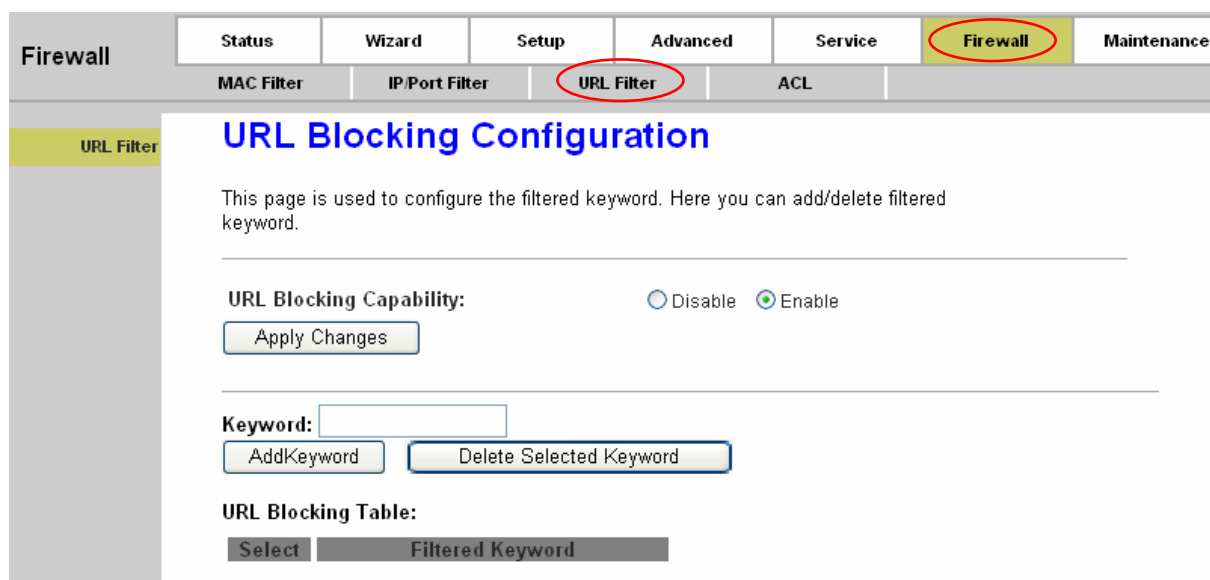 Firewall
Status Wizard Setup Advanced Service Firewall Maintenance
MAC Filter IP/Port Filter URL Filter ACL
URL Filter
URL Blocking Configuration
This page is used to configure the filtered keyword. Here you can add/delete filtered
keyword.
URL Blocking Capability: Disable Enable
Apply Changes
Keyword:
AddKeyword Delete Selected Keyword
URL Blocking Table:
Select Filtered Keyword